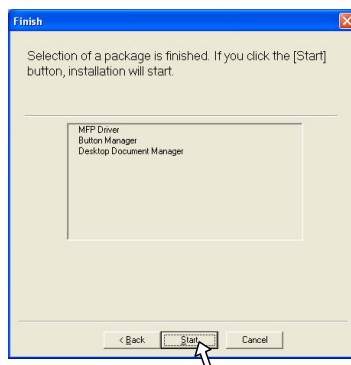 Finish
Selection of a package is finished. If you click the [Start]
button, installation will start.
MFP Driver
Button Manager
Desktop Document Manager
< Back
Start
Cancel